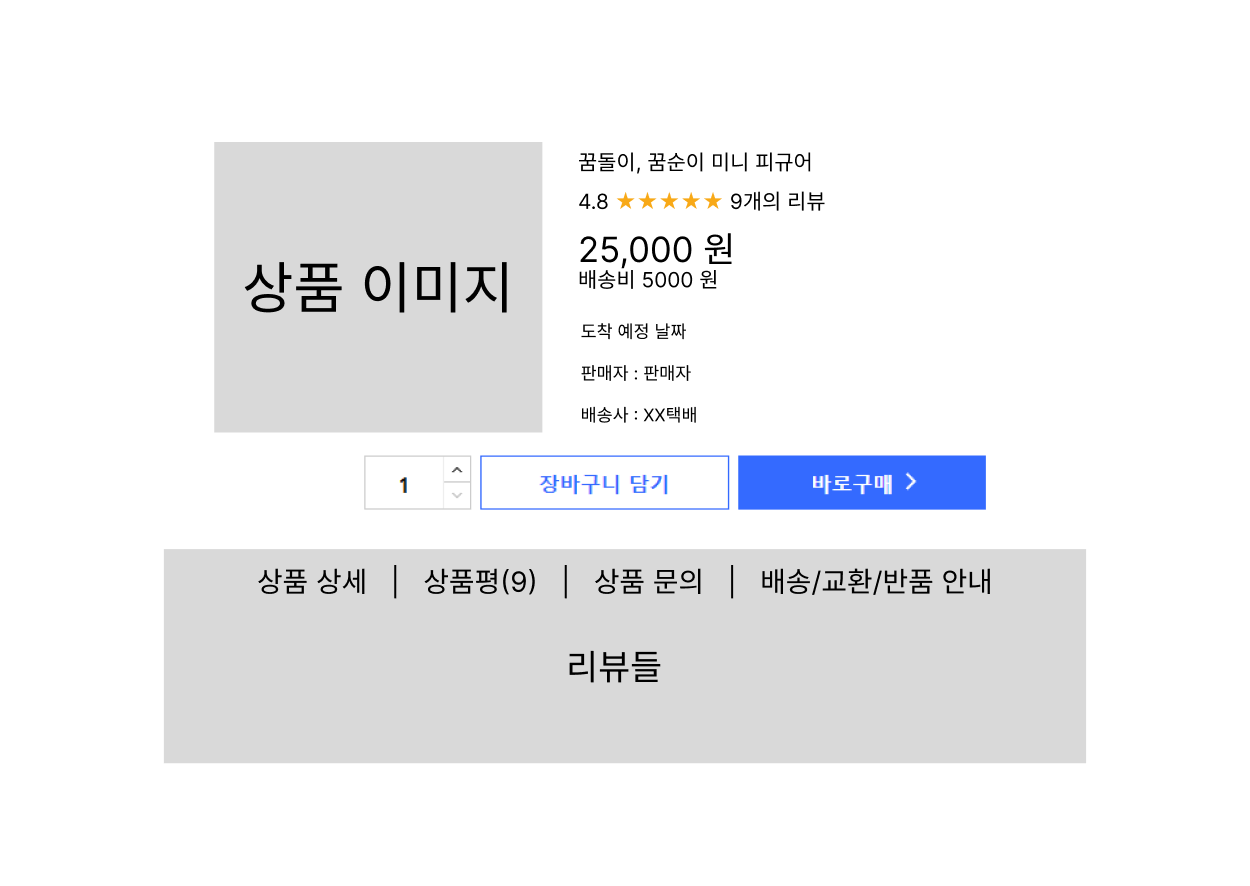 상품 이미지
꿈돌이, 꿈순이 미니 피규어
4.8 ★★★★★ 9개의 리뷰
25,000 원
배송비 5000 원
도착 예정 날짜
판매자 : 판매자
배송사 : XX택배
1
장바구니 담기
바로구매 >
상품 상세 | 상품평(9) | 상품 문의 | 배송/교환/반품 안내
리뷰들